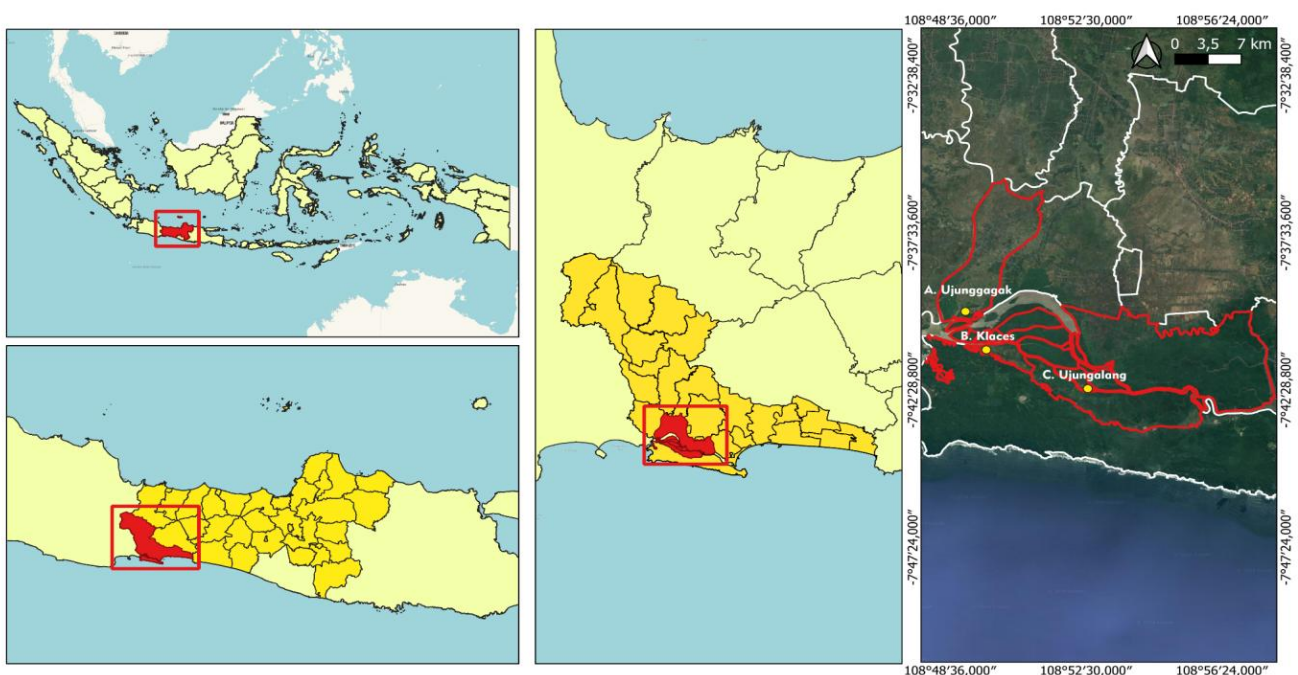 108°48′36,000″ 108°52′30,000″ 108°56′24,000″
0 3,5 7 km
-7°32′38,400″ -7°32′38,400″
-7°37′33,600″ -7°37′33,600″
A. Ujunggagak
B. Klaces
C. Ujungalang
-7°42′28,800″ -7°42′28,800″
-7°47′24,000″ -7°47′24,000″
108°48′36,000″ 108°52′30,000″ 108°56′24,000″